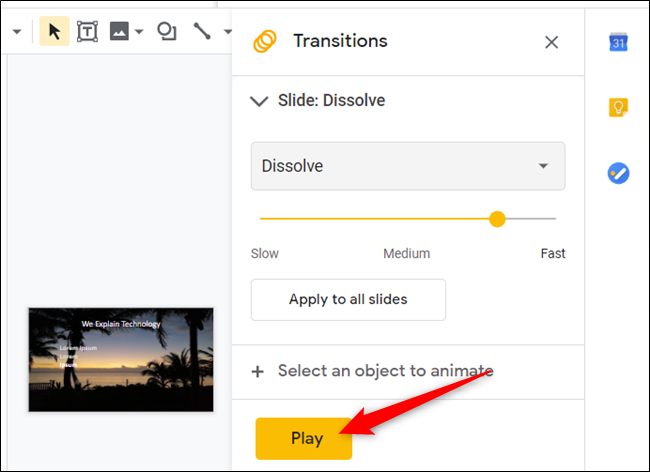 T
Transitions
31
Slide: Dissolve
Dissolve
Slow Medium Fast
Apply to all slides
We Explain Technology
Lorem Ipsum
Lorem
Ipsum
+ Select an object to animate
Play